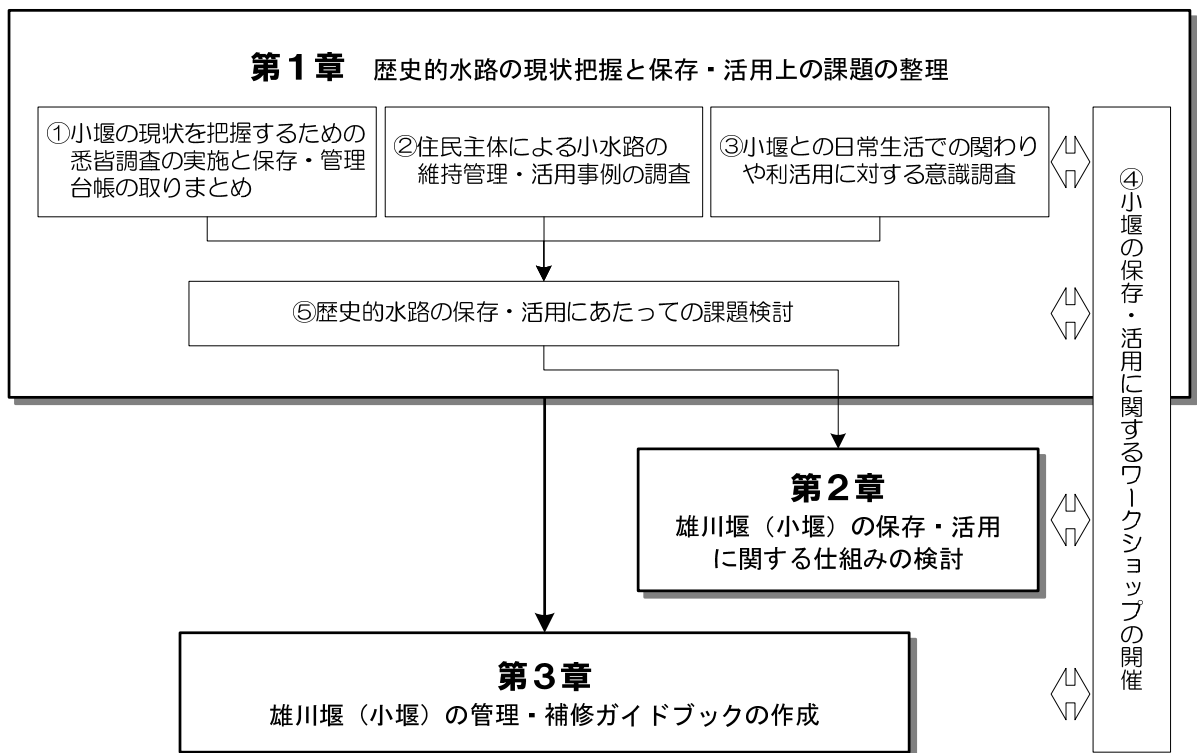 第1章 歴史的水路の現状把握と保存・活用上の課題の整理
①小堰の現状を把握するための
悉皆調査の実施と保存・管理
台帳の取りまとめ
②住民主体による小水路の
維持管理・活用事例の調査
③小堰との日常生活での関わり
や利活用に対する意識調査
④小堰の保存・活用に関するワークショップの開催
⑤歴史的水路の保存・活用にあたっての課題検討
第2章
雄川堰（小堰）の保存・活用
に関する仕組みの検討
第3章
雄川堰（小堰）の管理・補修ガイドブックの作成